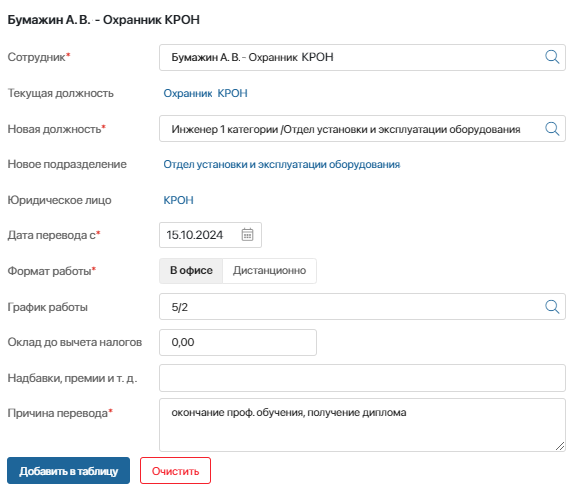 Бумажин А. В. - Охранник КРОН
Сотрудник* Бумажин А. В. - Охранник КРОН
Текущая должность Охранник КРОН
Новая должность* Инженер 1 категории /Отдел установки и эксплуатации оборудования
Новое подразделение Отдел установки и эксплуатации оборудования
Юридическое лицо КРОН
Дата перевода с* 15.10.2024
Формат работы* В офисе Дистанционно
График работы 5/2
Оклад до вычета налогов 0,00
Надбавки, премии и т. д.
Причина перевода* окончание проф. обучения, получение диплома
Добавить в таблицу Очистить